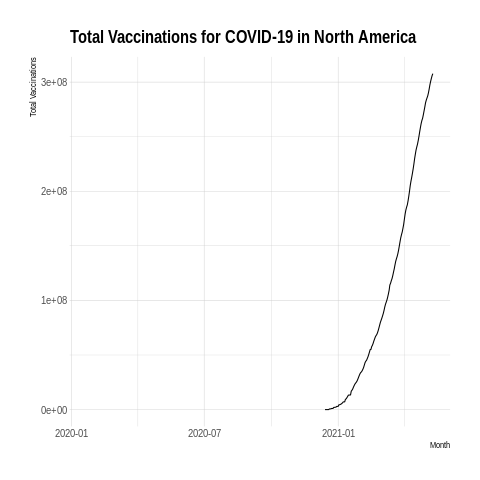 Total Vaccinations for COVID-19 in North America
Total Vaccinations
3e+08
2e+08
1e+08
0e+00
2020-01 2020-07 2021-01
Month